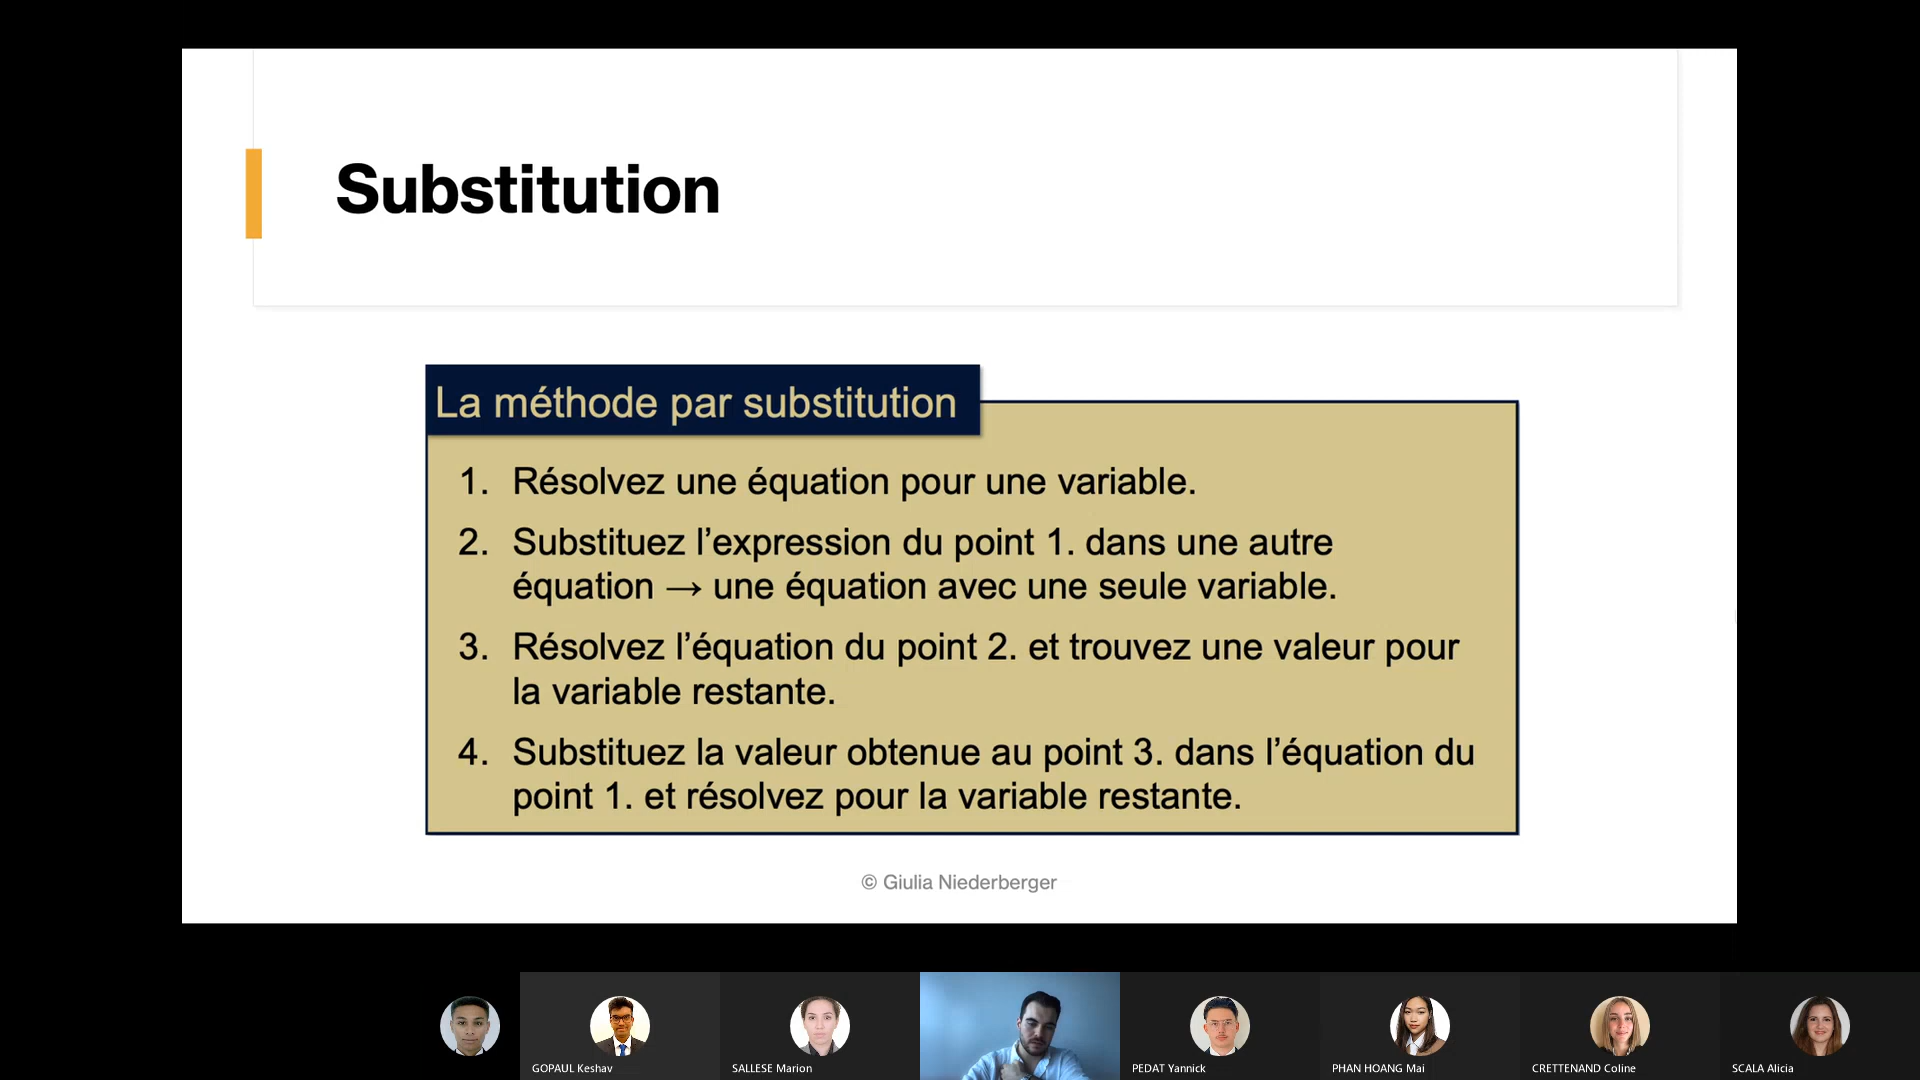 Substitution
La méthode par substitution
1. Résolvez une équation pour une variable.
2. Substituez l’expression du point 1. dans une autre
équation → une équation avec une seule variable.
3. Résolvez l’équation du point 2. et trouvez une valeur pour
la variable restante.
4. Substituez la valeur obtenue au point 3. dans l’équation du
point 1. et résolvez pour la variable restante.
© Giulia Niederberger
GOPAUL Keshav
SALLESE Marion
PEDAT Yannick
PHAN HOANG Mai
CRETTENAND Coline
SCALA Alicia